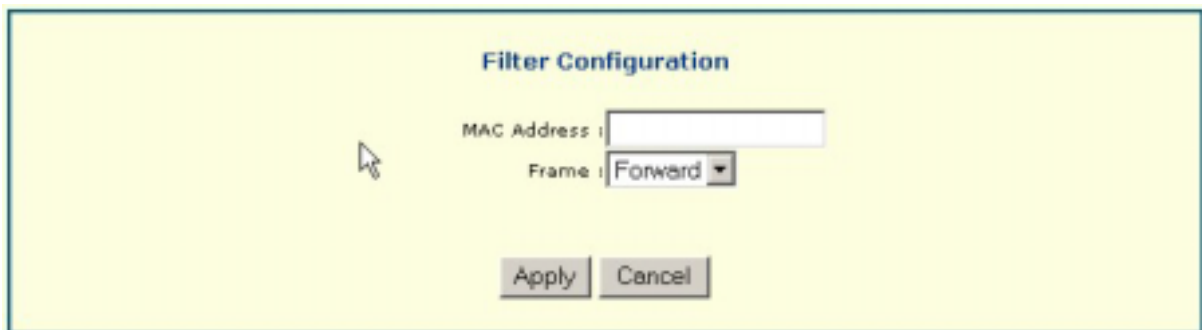 Filter Configuration
MAC Address :
Frame : Forward
Apply Cancel